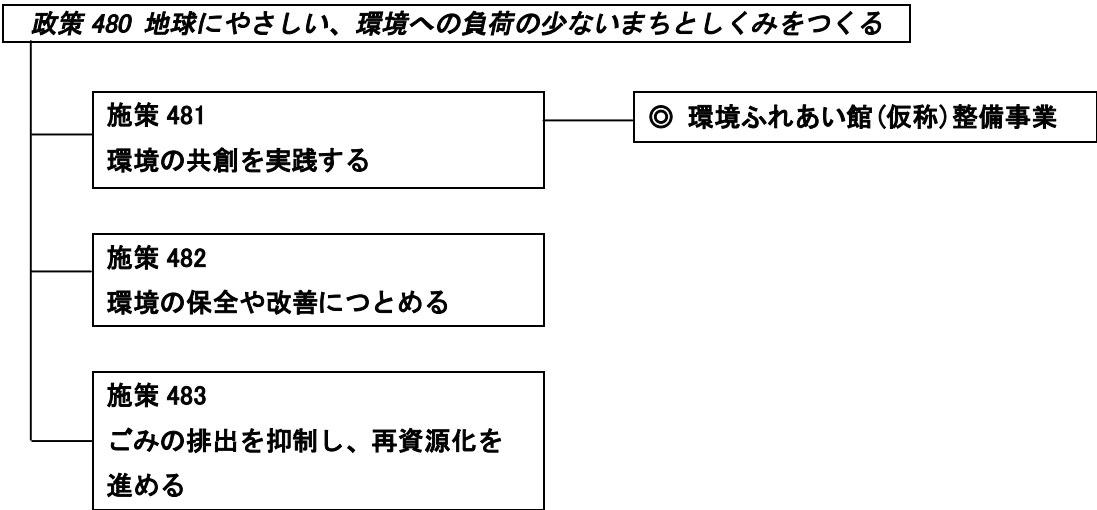 政策 480 地球にやさしい、環境への負荷の少ないまちとしくみをつくる
施策 481
環境の共創を実践する
◎ 環境ふれあい館(仮称)整備事業
施策 482
環境の保全や改善につとめる
施策 483
ごみの排出を抑制し、再資源化を
進める